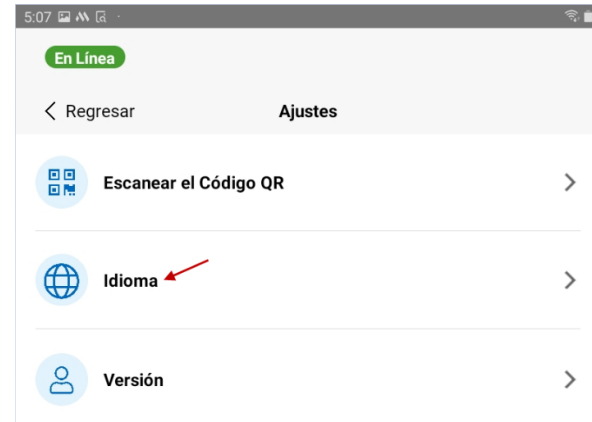 5:07
En Línea
Regresar
Ajustes
Escanear el Código QR
Idioma
Versión